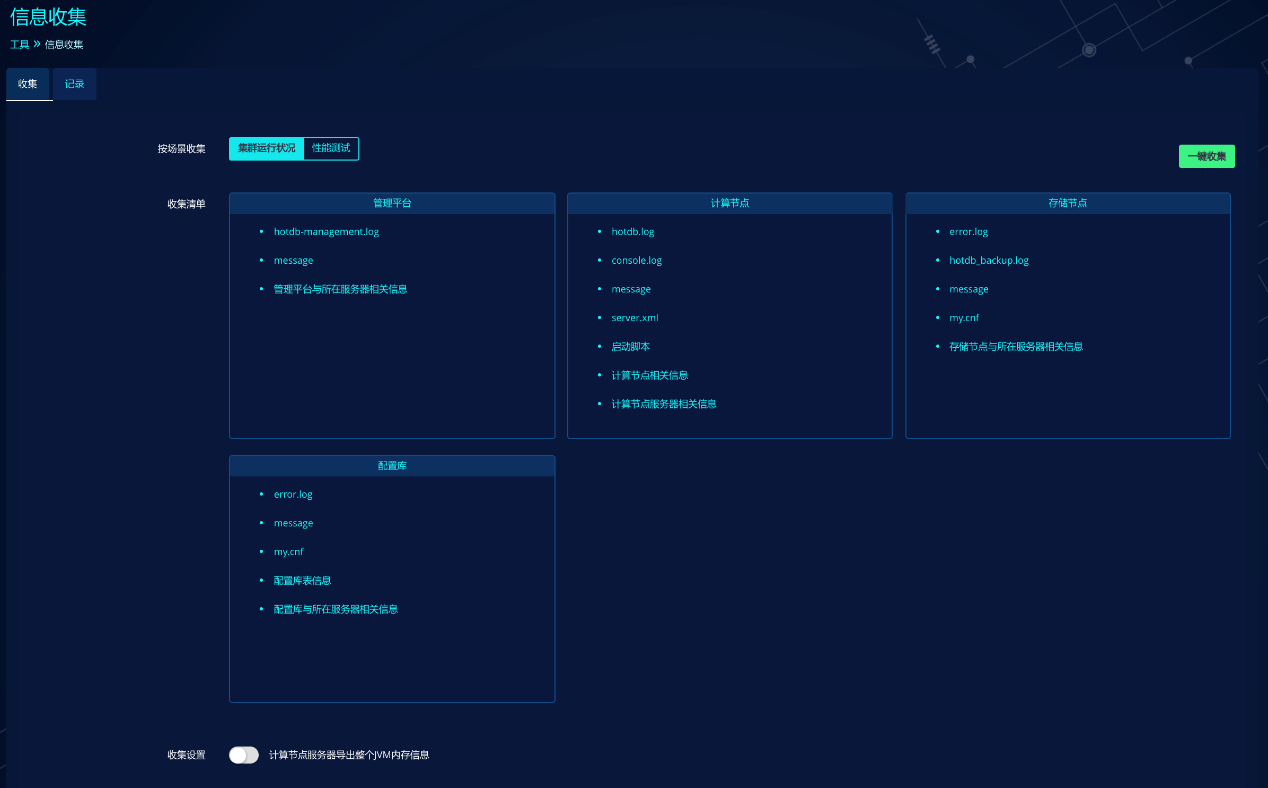 信息收集
工具 » 信息收集
收集 记录
按场景收集 集群运行状况 性能测试
一键收集
收集清单
管理平台
• hotdb-management.log
• message
• 管理平台与所在服务器相关信息
计算节点
• hotdb.log
• console.log
• message
• server.xml
• 启动脚本
• 计算节点相关信息
• 计算节点服务器相关信息
存储节点
• error.log
• hotdb_backup.log
• message
• my.cnf
• 存储节点与所在服务器相关信息
配置库
• error.log
• message
• my.cnf
• 配置库表信息
• 配置库与所在服务器相关信息
收集设置 计算节点服务器导出整个JVM内存信息